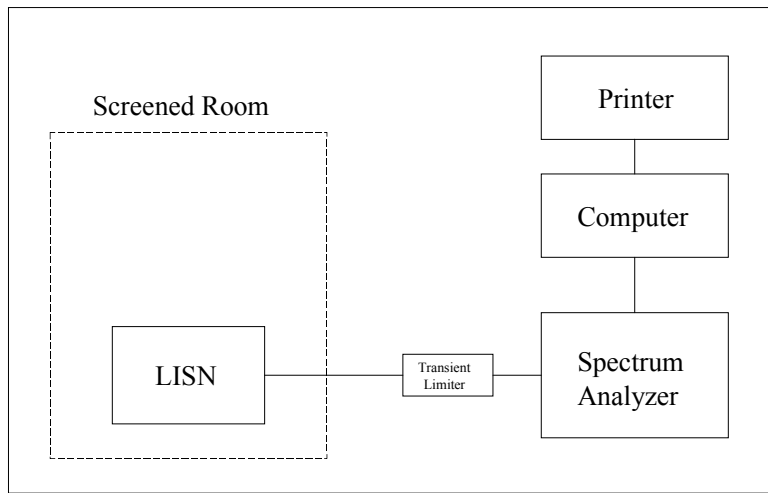 Screened Room
Printer
Computer
LISN
Transient
Limiter
Spectrum
Analyzer